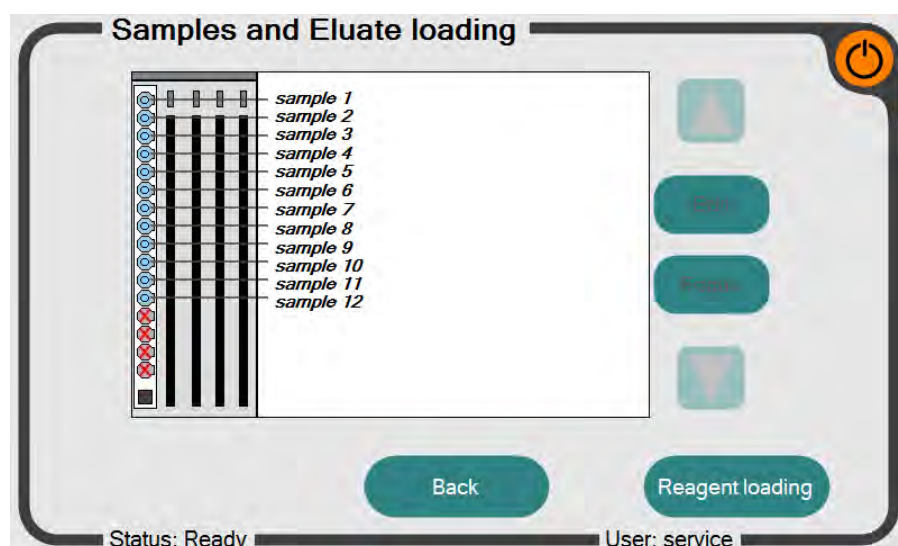 Samples and Eluate loading
sample 1
sample 2
sample 3
sample 4
sample 5
sample 6
sample 7
sample 8
sample 9
sample 10
sample 11
sample 12
Back
Reagent loading
Status: Ready
User: service